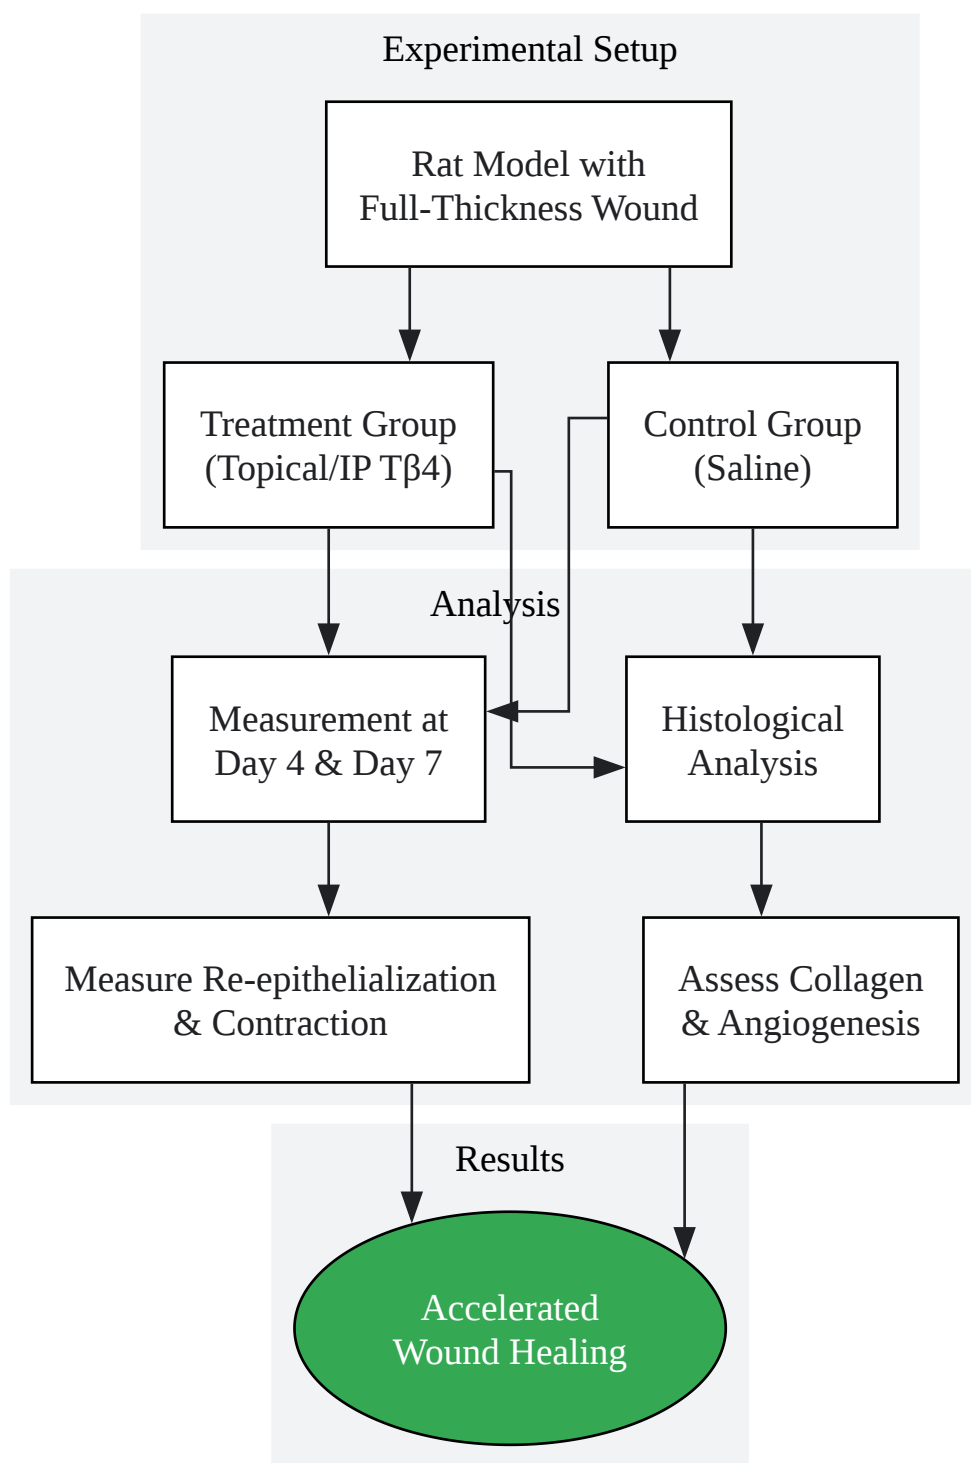 Experimental Setup
Rat Model with
Full-Thickness Wound
Treatment Group
(Topical/IP Tβ4)
Control Group
(Saline)
Analysis
Measurement at
Day 4 & Day 7
Histological
Analysis
Measure Re-epithelialization
& Contraction
Assess Collagen
& Angiogenesis
Results
Accelerated
Wound Healing